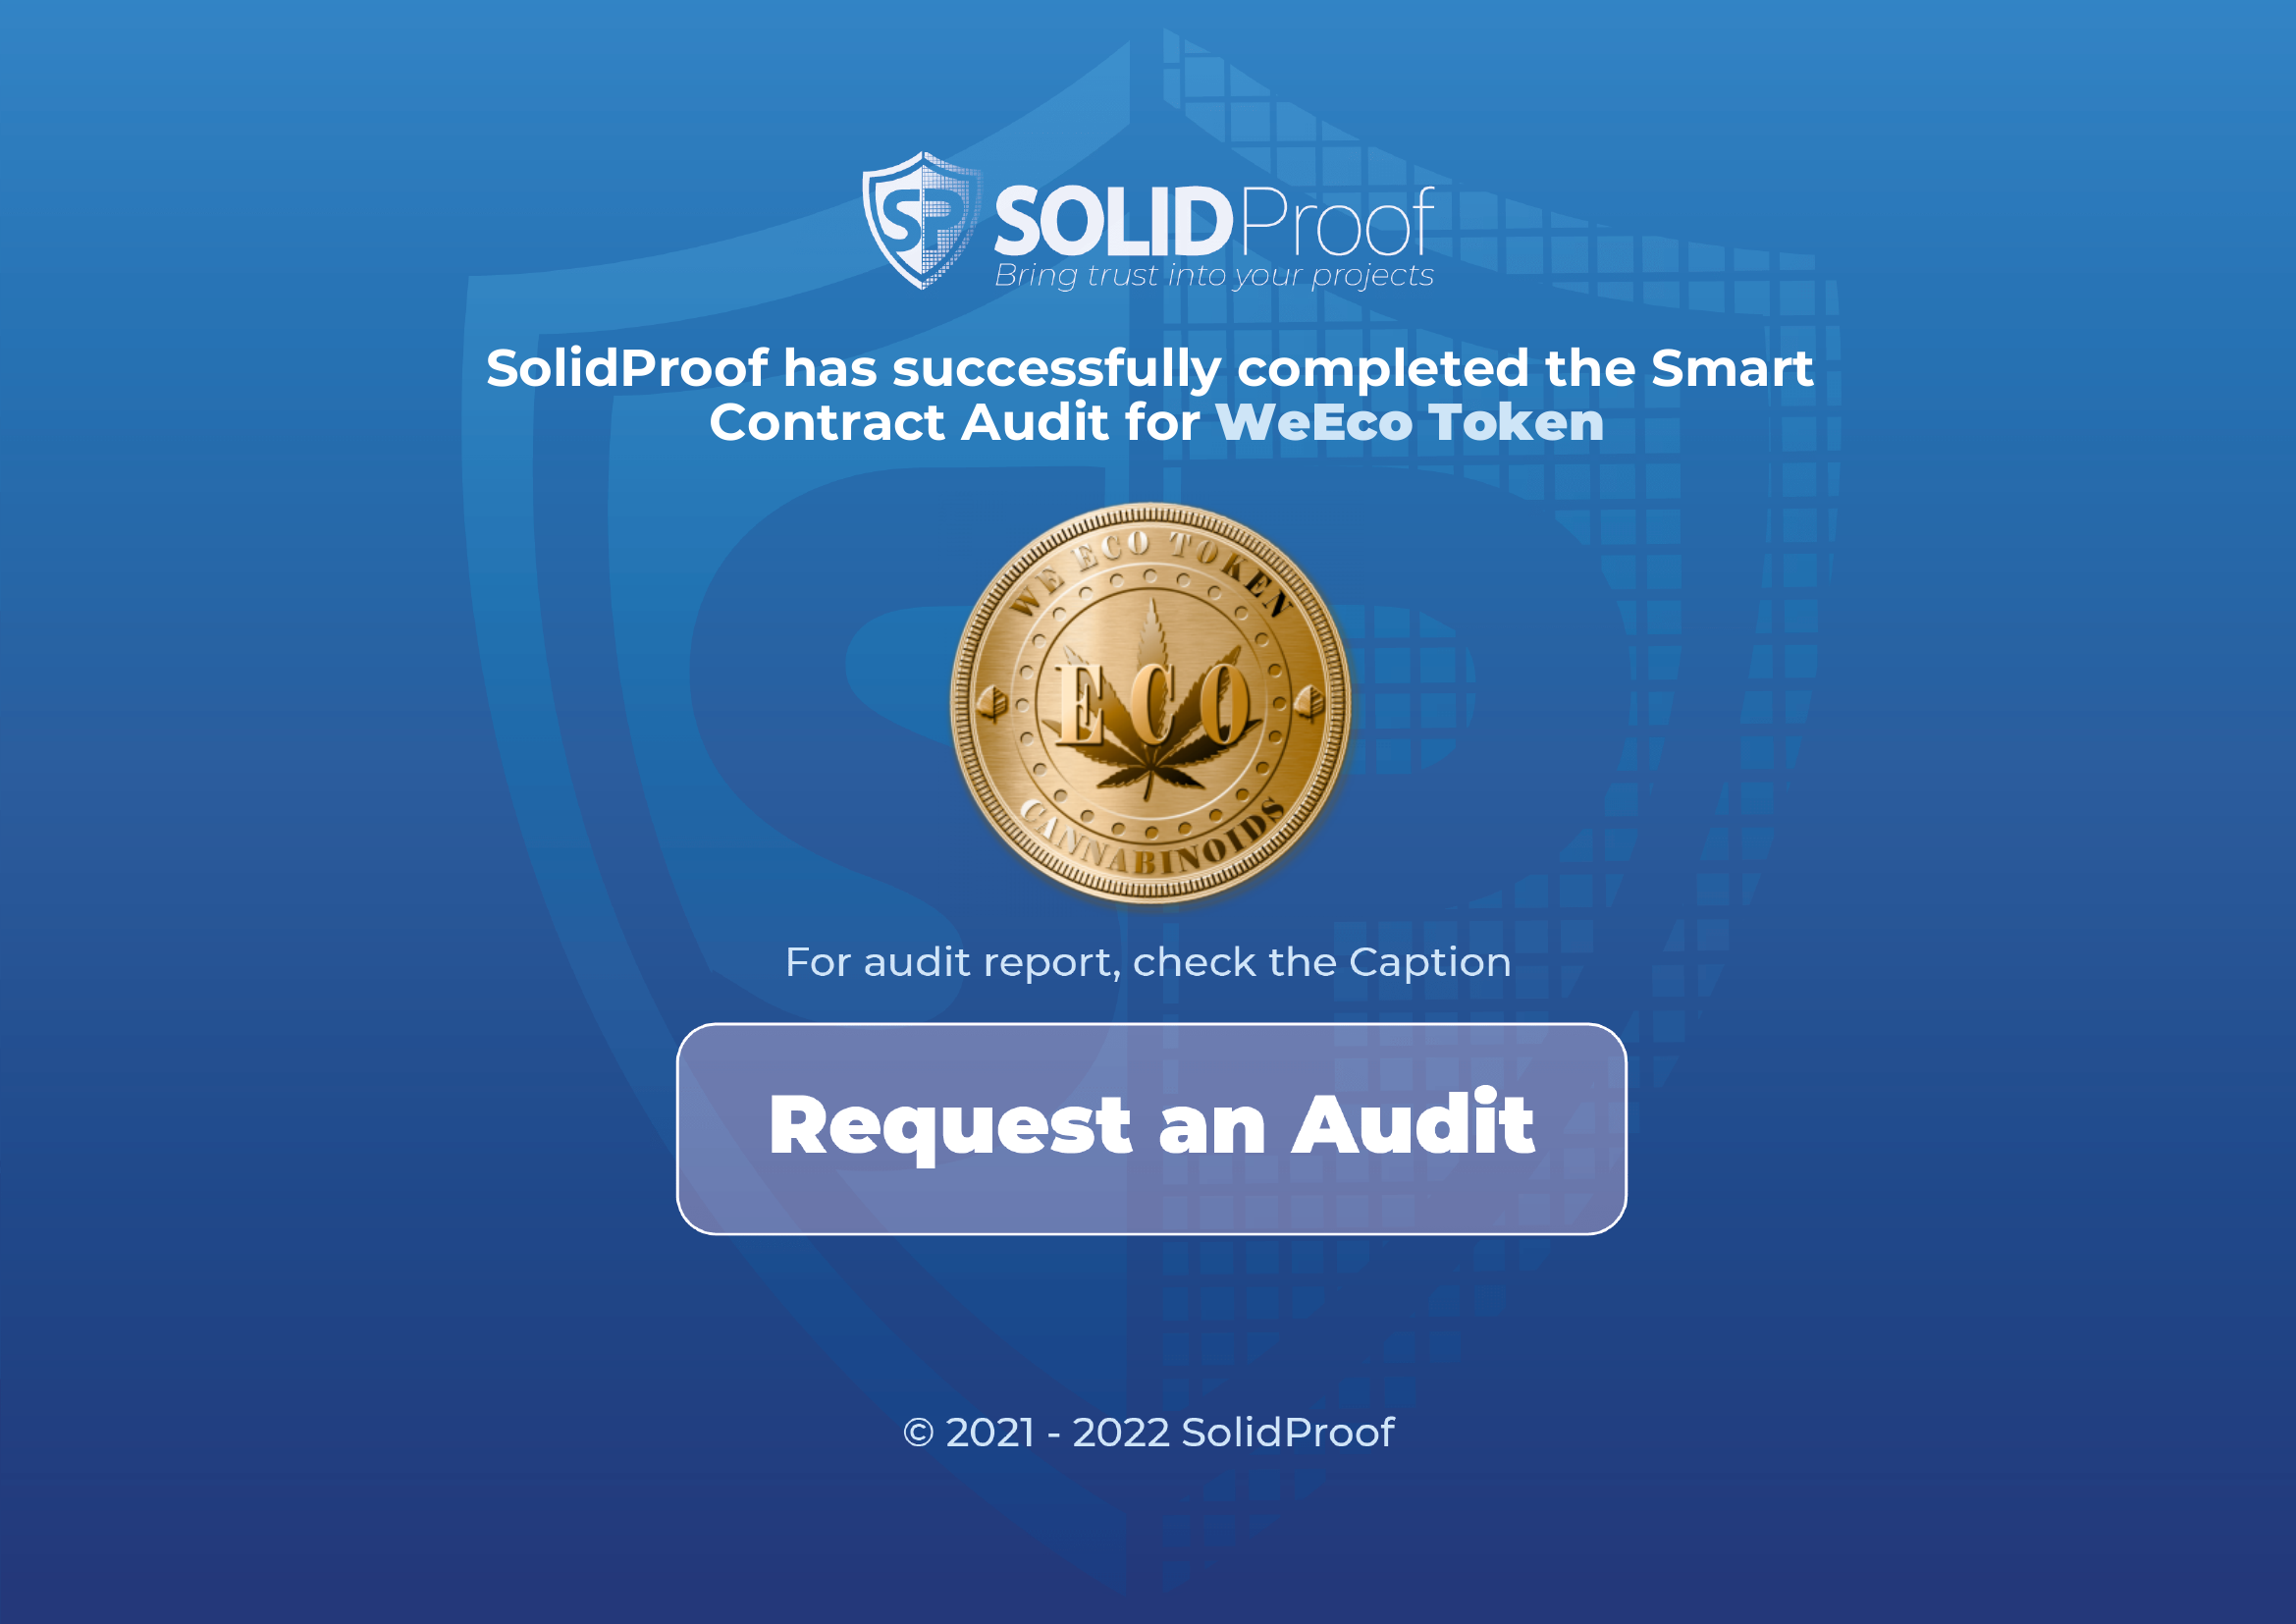 SP
SOLIDProof
Bring trust into your projects
SolidProof has successfully completed the Smart
Contract Audit for WeEco Token
WE ECO TOKEN
ECO
CANNABINOIDS
For audit report, check the Caption
Request an Audit
© 2021 - 2022 SolidProof